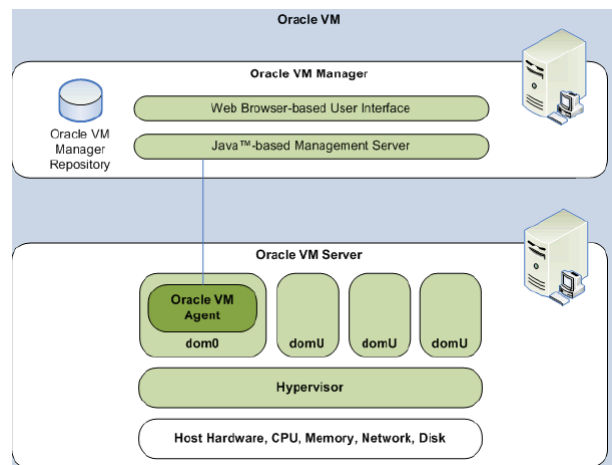 Oracle VM
Oracle VM Manager
Web Browser-based User Interface
Java™-based Management Server
Oracle VM
Manager
Repository
Oracle VM Server
Oracle VM
Agent
dom0
domU
domU
domU
Hypervisor
Host Hardware, CPU, Memory, Network, Disk